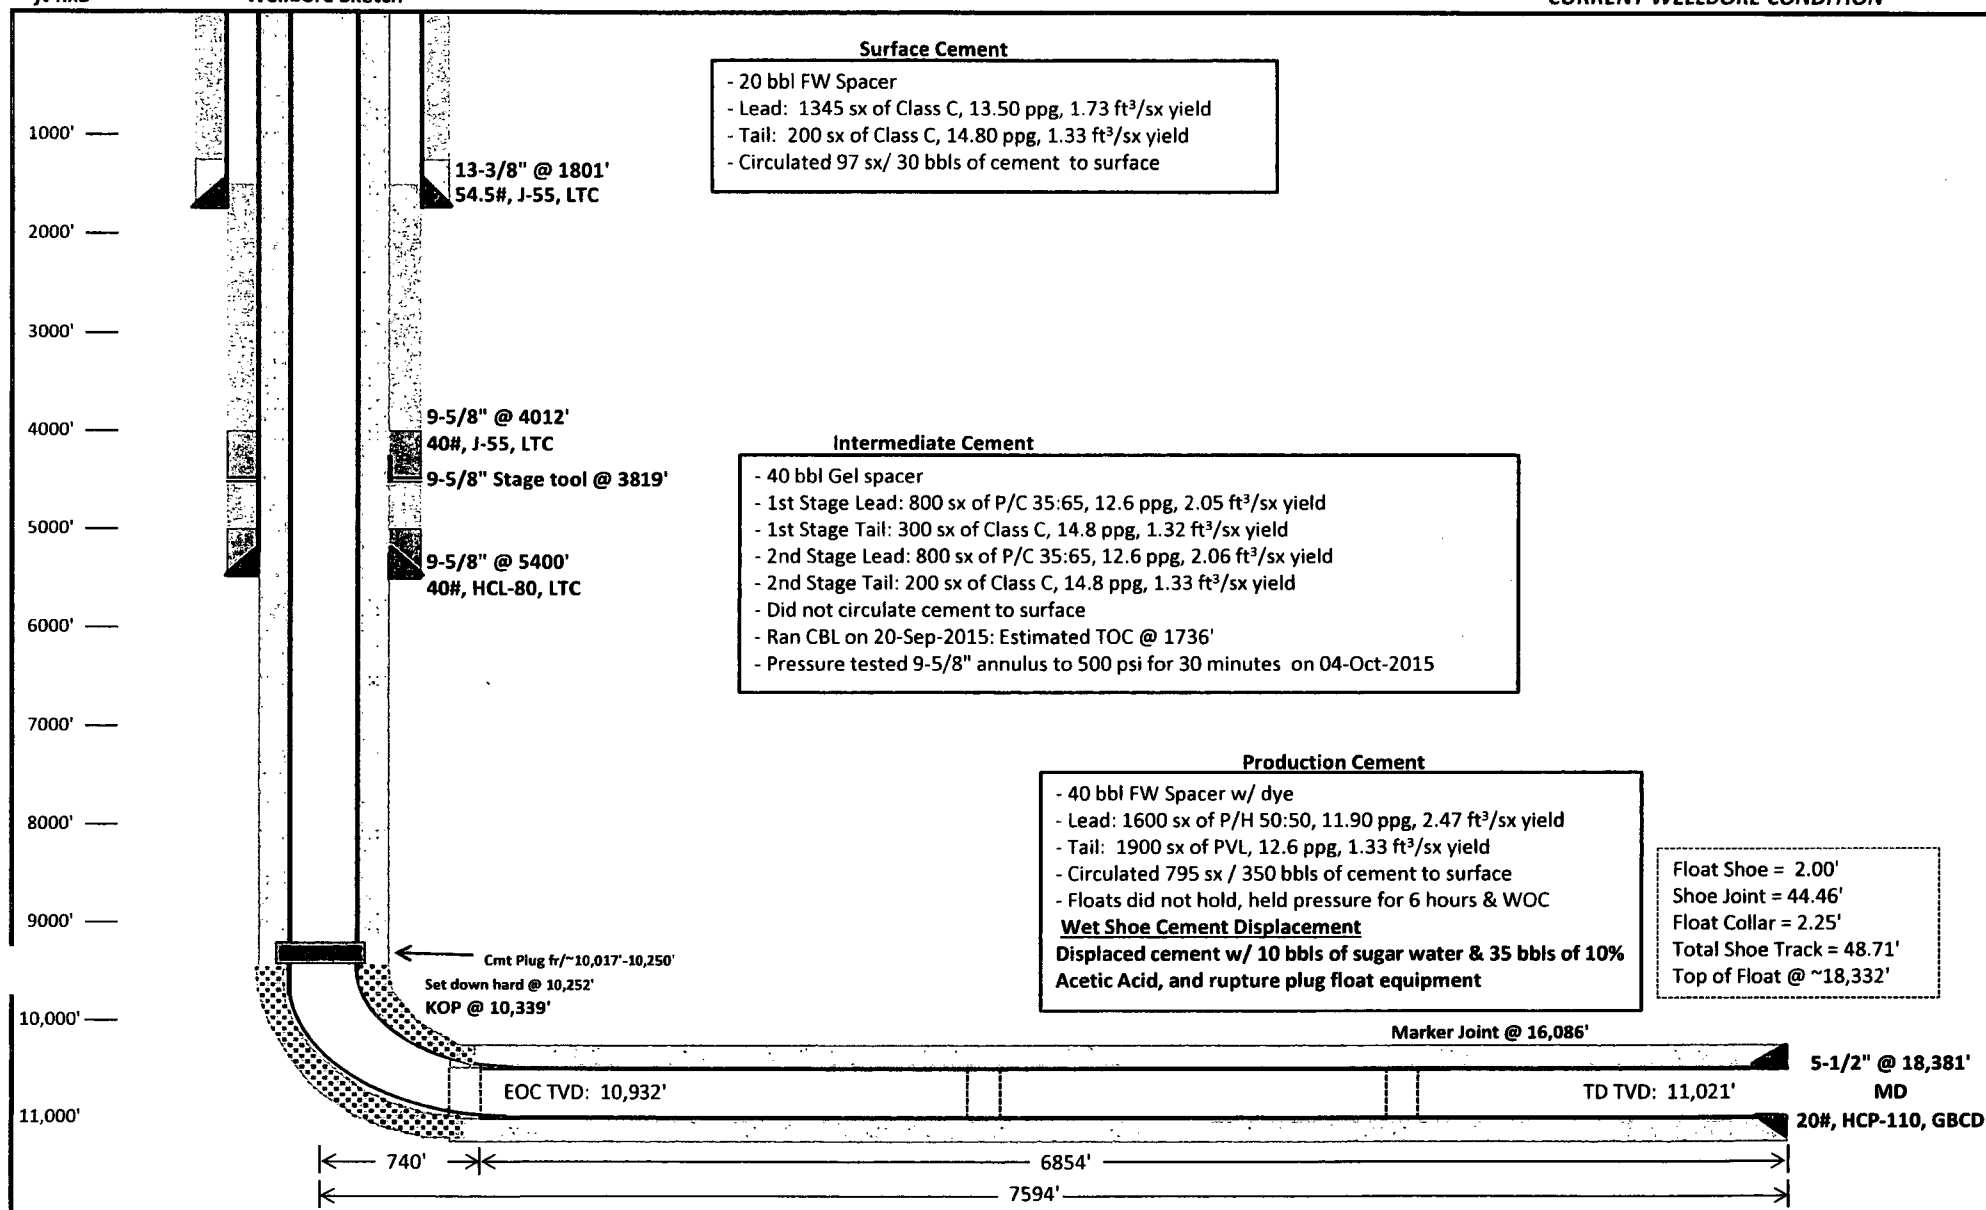 Wellbore Sketch
CURRENT WELLBORE CONDITION
Surface Cement
- 20 bbl FW Spacer
- Lead: 1345 sx of Class C, 13.50 ppg, 1.73 ft³/sx yield
- Tail: 200 sx of Class C, 14.80 ppg, 1.33 ft³/sx yield
- Circulated 97 sx/ 30 bbls of cement to surface
1000'
13-3/8" @ 1801'
54.5#, J-55, LTC
2000'
3000'
4000'
9-5/8" @ 4012'
40#, J-55, LTC
9-5/8" Stage tool @ 3819'
Intermediate Cement
- 40 bbl Gel spacer
- 1st Stage Lead: 800 sx of P/C 35:65, 12.6 ppg, 2.05 ft³/sx yield
- 1st Stage Tail: 300 sx of Class C, 14.8 ppg, 1.32 ft³/sx yield
- 2nd Stage Lead: 800 sx of P/C 35:65, 12.6 ppg, 2.06 ft³/sx yield
- 2nd Stage Tail: 200 sx of Class C, 14.8 ppg, 1.33 ft³/sx yield
- Did not circulate cement to surface
- Ran CBL on 20-Sep-2015: Estimated TOC @ 1736'
- Pressure tested 9-5/8" annulus to 500 psi for 30 minutes on 04-Oct-2015
5000'
9-5/8" @ 5400'
40#, HCL-80, LTC
6000'
7000'
8000'
9000'
Production Cement
- 40 bbl FW Spacer w/ dye
- Lead: 1600 sx of P/H 50:50, 11.90 ppg, 2.47 ft³/sx yield
- Tail: 1900 sx of PVL, 12.6 ppg, 1.33 ft³/sx yield
- Circulated 795 sx / 350 bbls of cement to surface
- Floats did not hold, held pressure for 6 hours & WOC
Wet Shoe Cement Displacement
Displaced cement w/ 10 bbls of sugar water & 35 bbls of 10%
Acetic Acid, and rupture plug float equipment
Float Shoe = 2.00'
Shoe Joint = 44.46'
Float Collar = 2.25'
Total Shoe Track = 48.71'
Top of Float @ ~18,332'
Cmt Plug fr/~10,017'-10,250'
Set down hard @ 10,252'
KOP @ 10,339'
10,000'
Marker Joint @ 16,086'
5-1/2" @ 18,381'
MD
20#, HCP-110, GBCD
EOC TVD: 10,932'
TD TVD: 11,021'
11,000'
740'
6854'
7594'